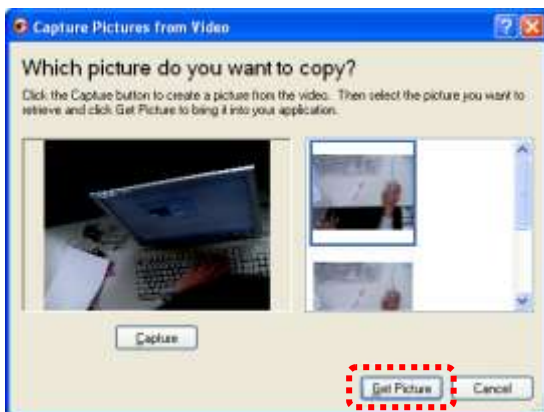 Capture Pictures from Video
Which picture do you want to copy?
Click the Capture button to create a picture from the video. Then select the picture you want to
retrieve and click Get Picture to bring it into your application.
Capture
Get Picture
Cancel